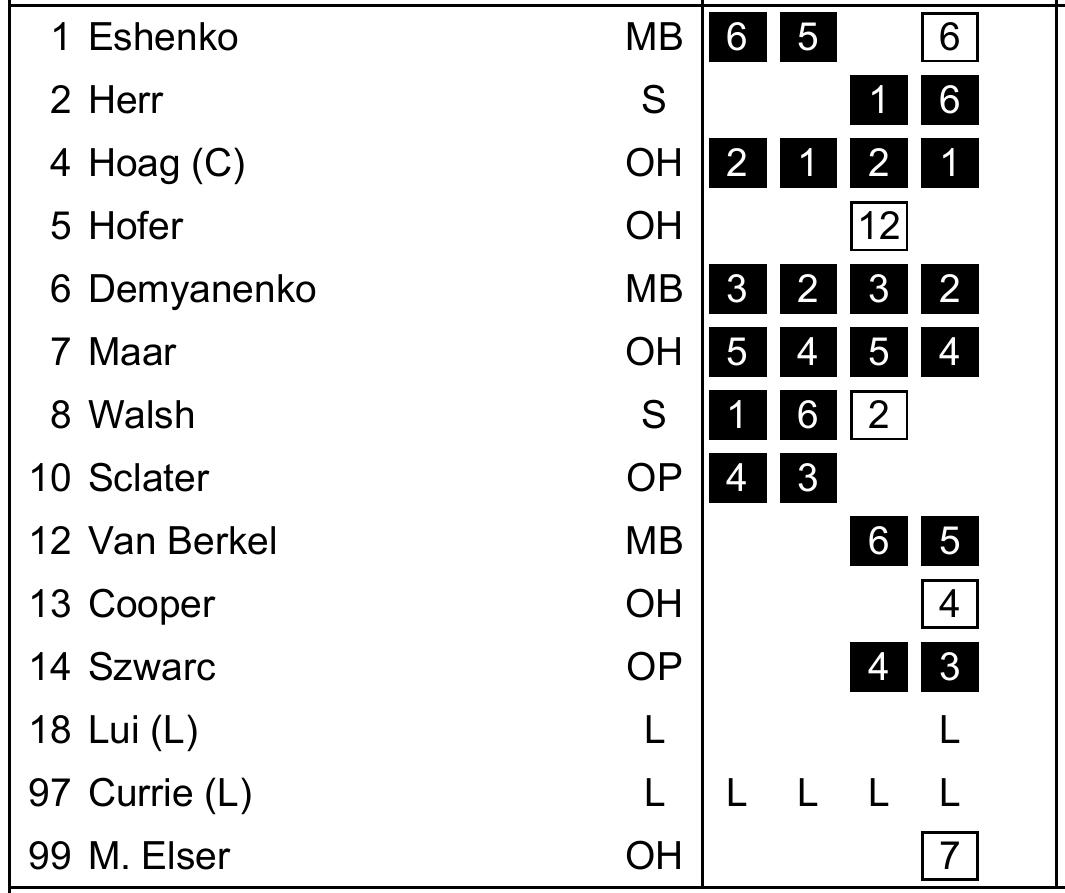 1 Eshenko MB 6 5 6
2 Herr S 1 6
4 Hoag (C) OH 2 1 2 1
5 Hofer OH 12
6 Demyanenko MB 3 2 3 2
7 Maar OH 5 4 5 4
8 Walsh S 1 6 2
10 Sclater OP 4 3
12 Van Berkel MB 6 5
13 Cooper OH 4
14 Szwarc OP 4 3
18 Lui (L) L L
97 Currie (L) L L L L L
99 M. Elser OH 7